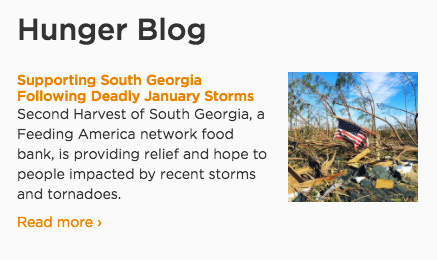 Hunger Blog
Supporting South Georgia
Following Deadly January Storms
Second Harvest of South Georgia, a
Feeding America network food
bank, is providing relief and hope to
people impacted by recent storms
and tornadoes.
Read more ›